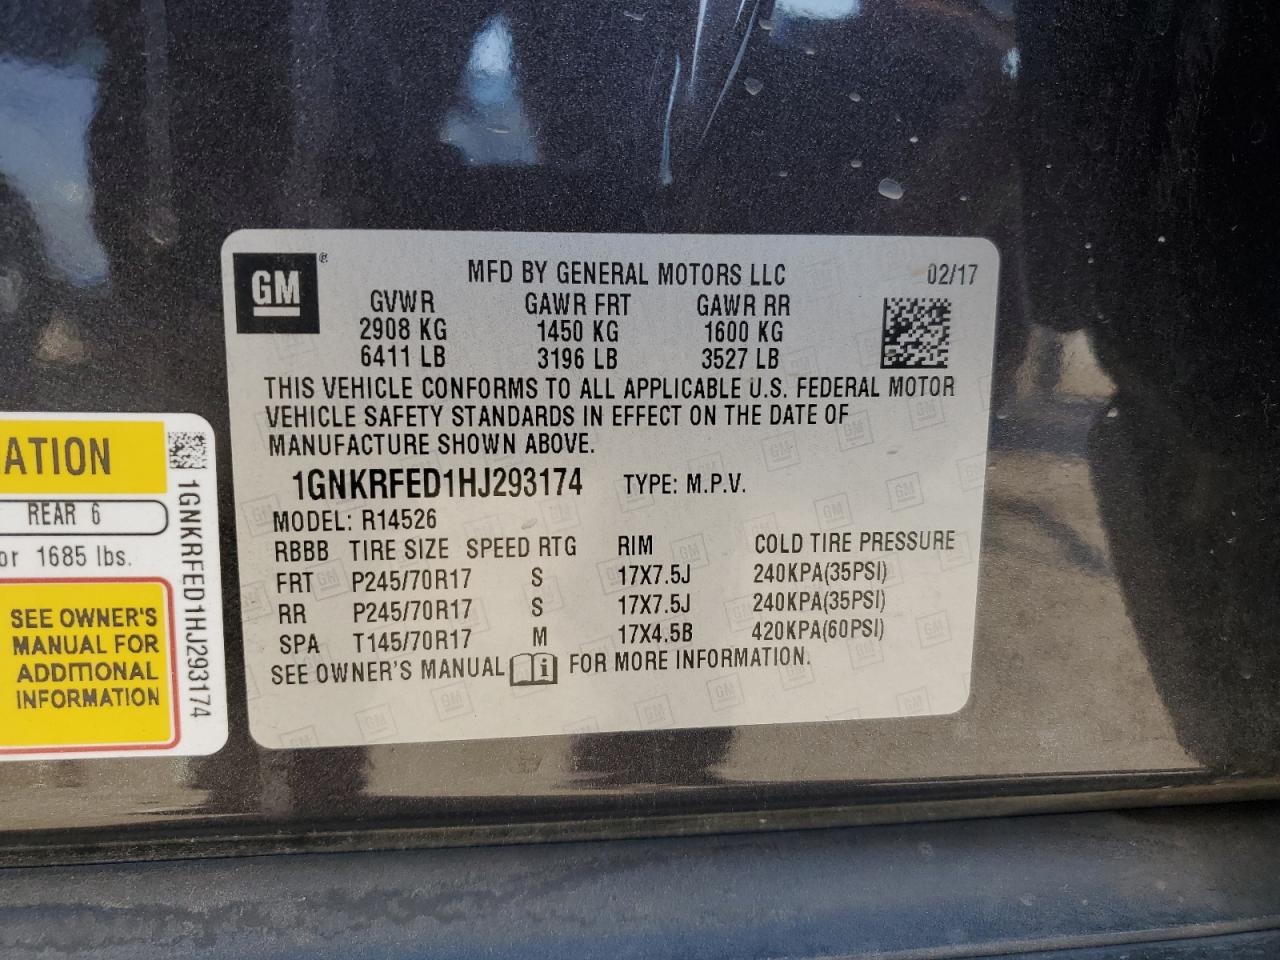 GM®
MFD BY GENERAL MOTORS LLC 02/17
GVWR GAWR FRT GAWR RR
2908 KG 1450 KG 1600 KG
6411 LB 3196 LB 3527 LB
THIS VEHICLE CONFORMS TO ALL APPLICABLE U.S. FEDERAL MOTOR
VEHICLE SAFETY STANDARDS IN EFFECT ON THE DATE OF
MANUFACTURE SHOWN ABOVE.
1GNKRFED1HJ293174 TYPE: M.P.V.
MODEL: R14526
RBBB TIRE SIZE SPEED RTG RIM COLD TIRE PRESSURE
FRT P245/70R17 S 17X7.5J 240KPA(35PSI)
RR P245/70R17 S 17X7.5J 240KPA(35PSI)
SPA T145/70R17 M 17X4.5B 420KPA(60PSI)
SEE OWNER'S MANUAL FOR MORE INFORMATION.
ATION
REAR 6
or 1685 lbs.
SEE OWNER'S
MANUAL FOR
ADDITIONAL
INFORMATION
1GNKRFED1HJ293174